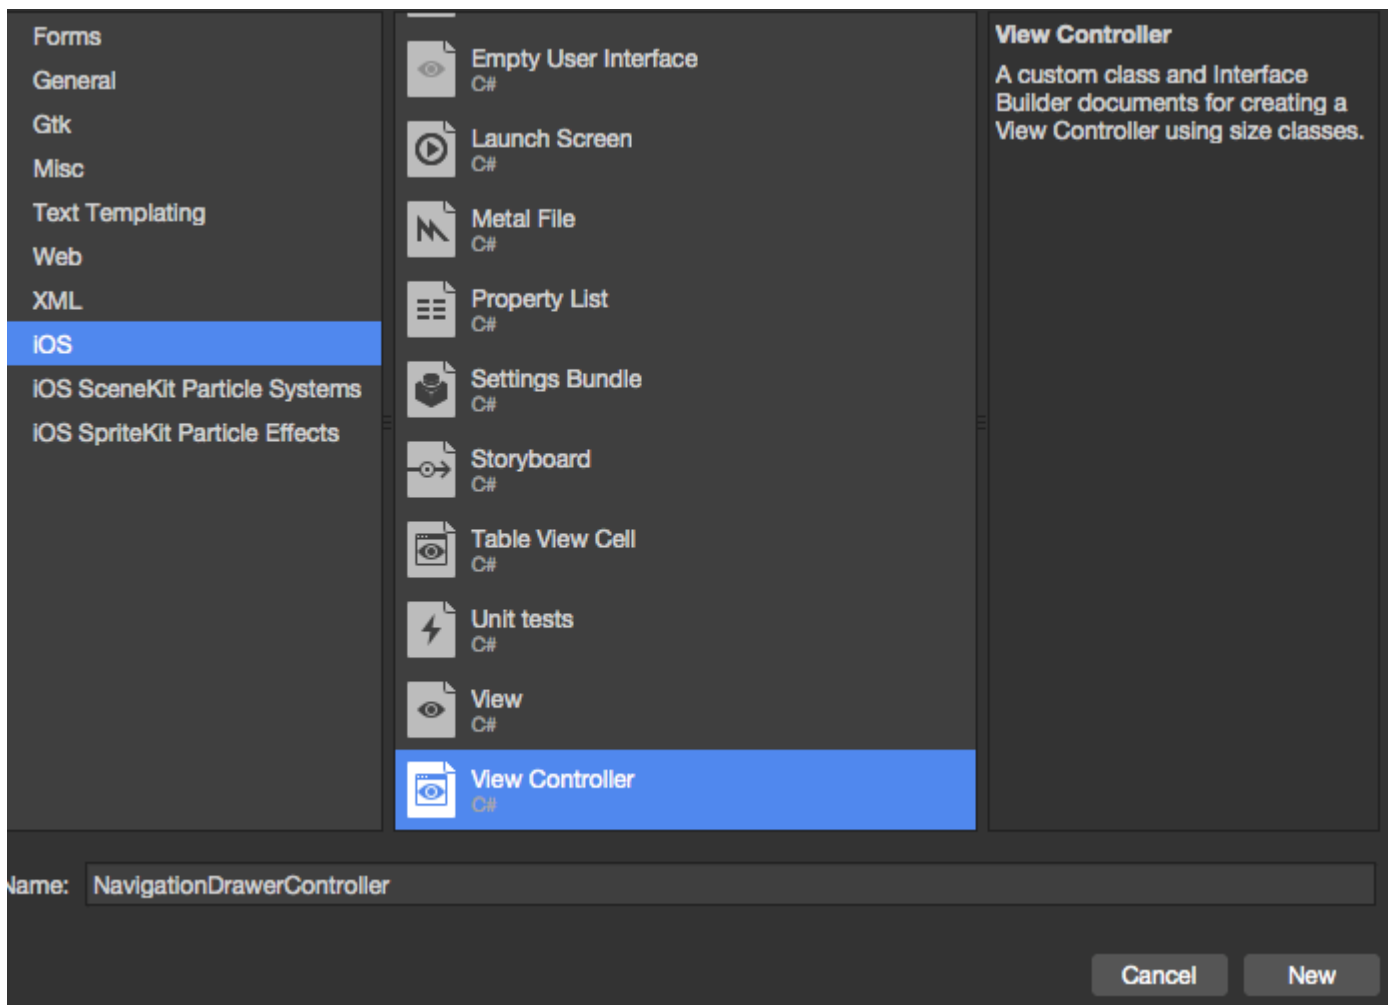 Forms
General
Gtk
Misc
Text Templating
Web
XML
iOS
iOS SceneKit Particle Systems
iOS SpriteKit Particle Effects
Empty User Interface
C#
Launch Screen
C#
Metal File
C#
Property List
C#
Settings Bundle
C#
Storyboard
C#
Table View Cell
C#
Unit tests
C#
View
C#
View Controller
C#
View Controller
A custom class and Interface
Builder documents for creating a
View Controller using size classes.
Name: NavigationDrawerController
Cancel New